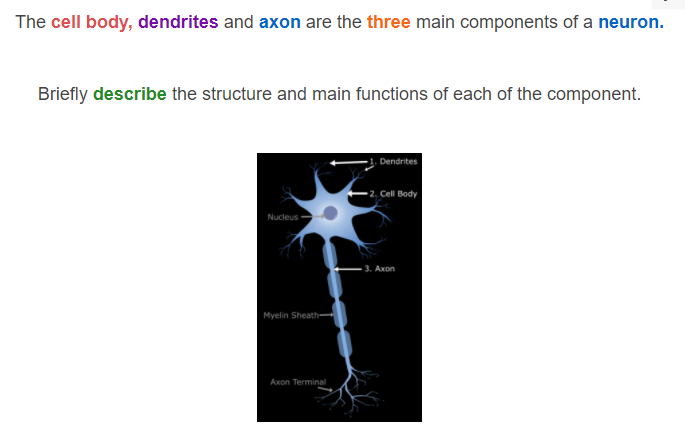 The cell body, dendrites and axon are the three main components of a neuron.
Briefly describe the structure and main functions of each of the component.
1. Dendrites
2. Cell Body
Nucleus
3. Axon
Myelin Sheath
Axon Terminal